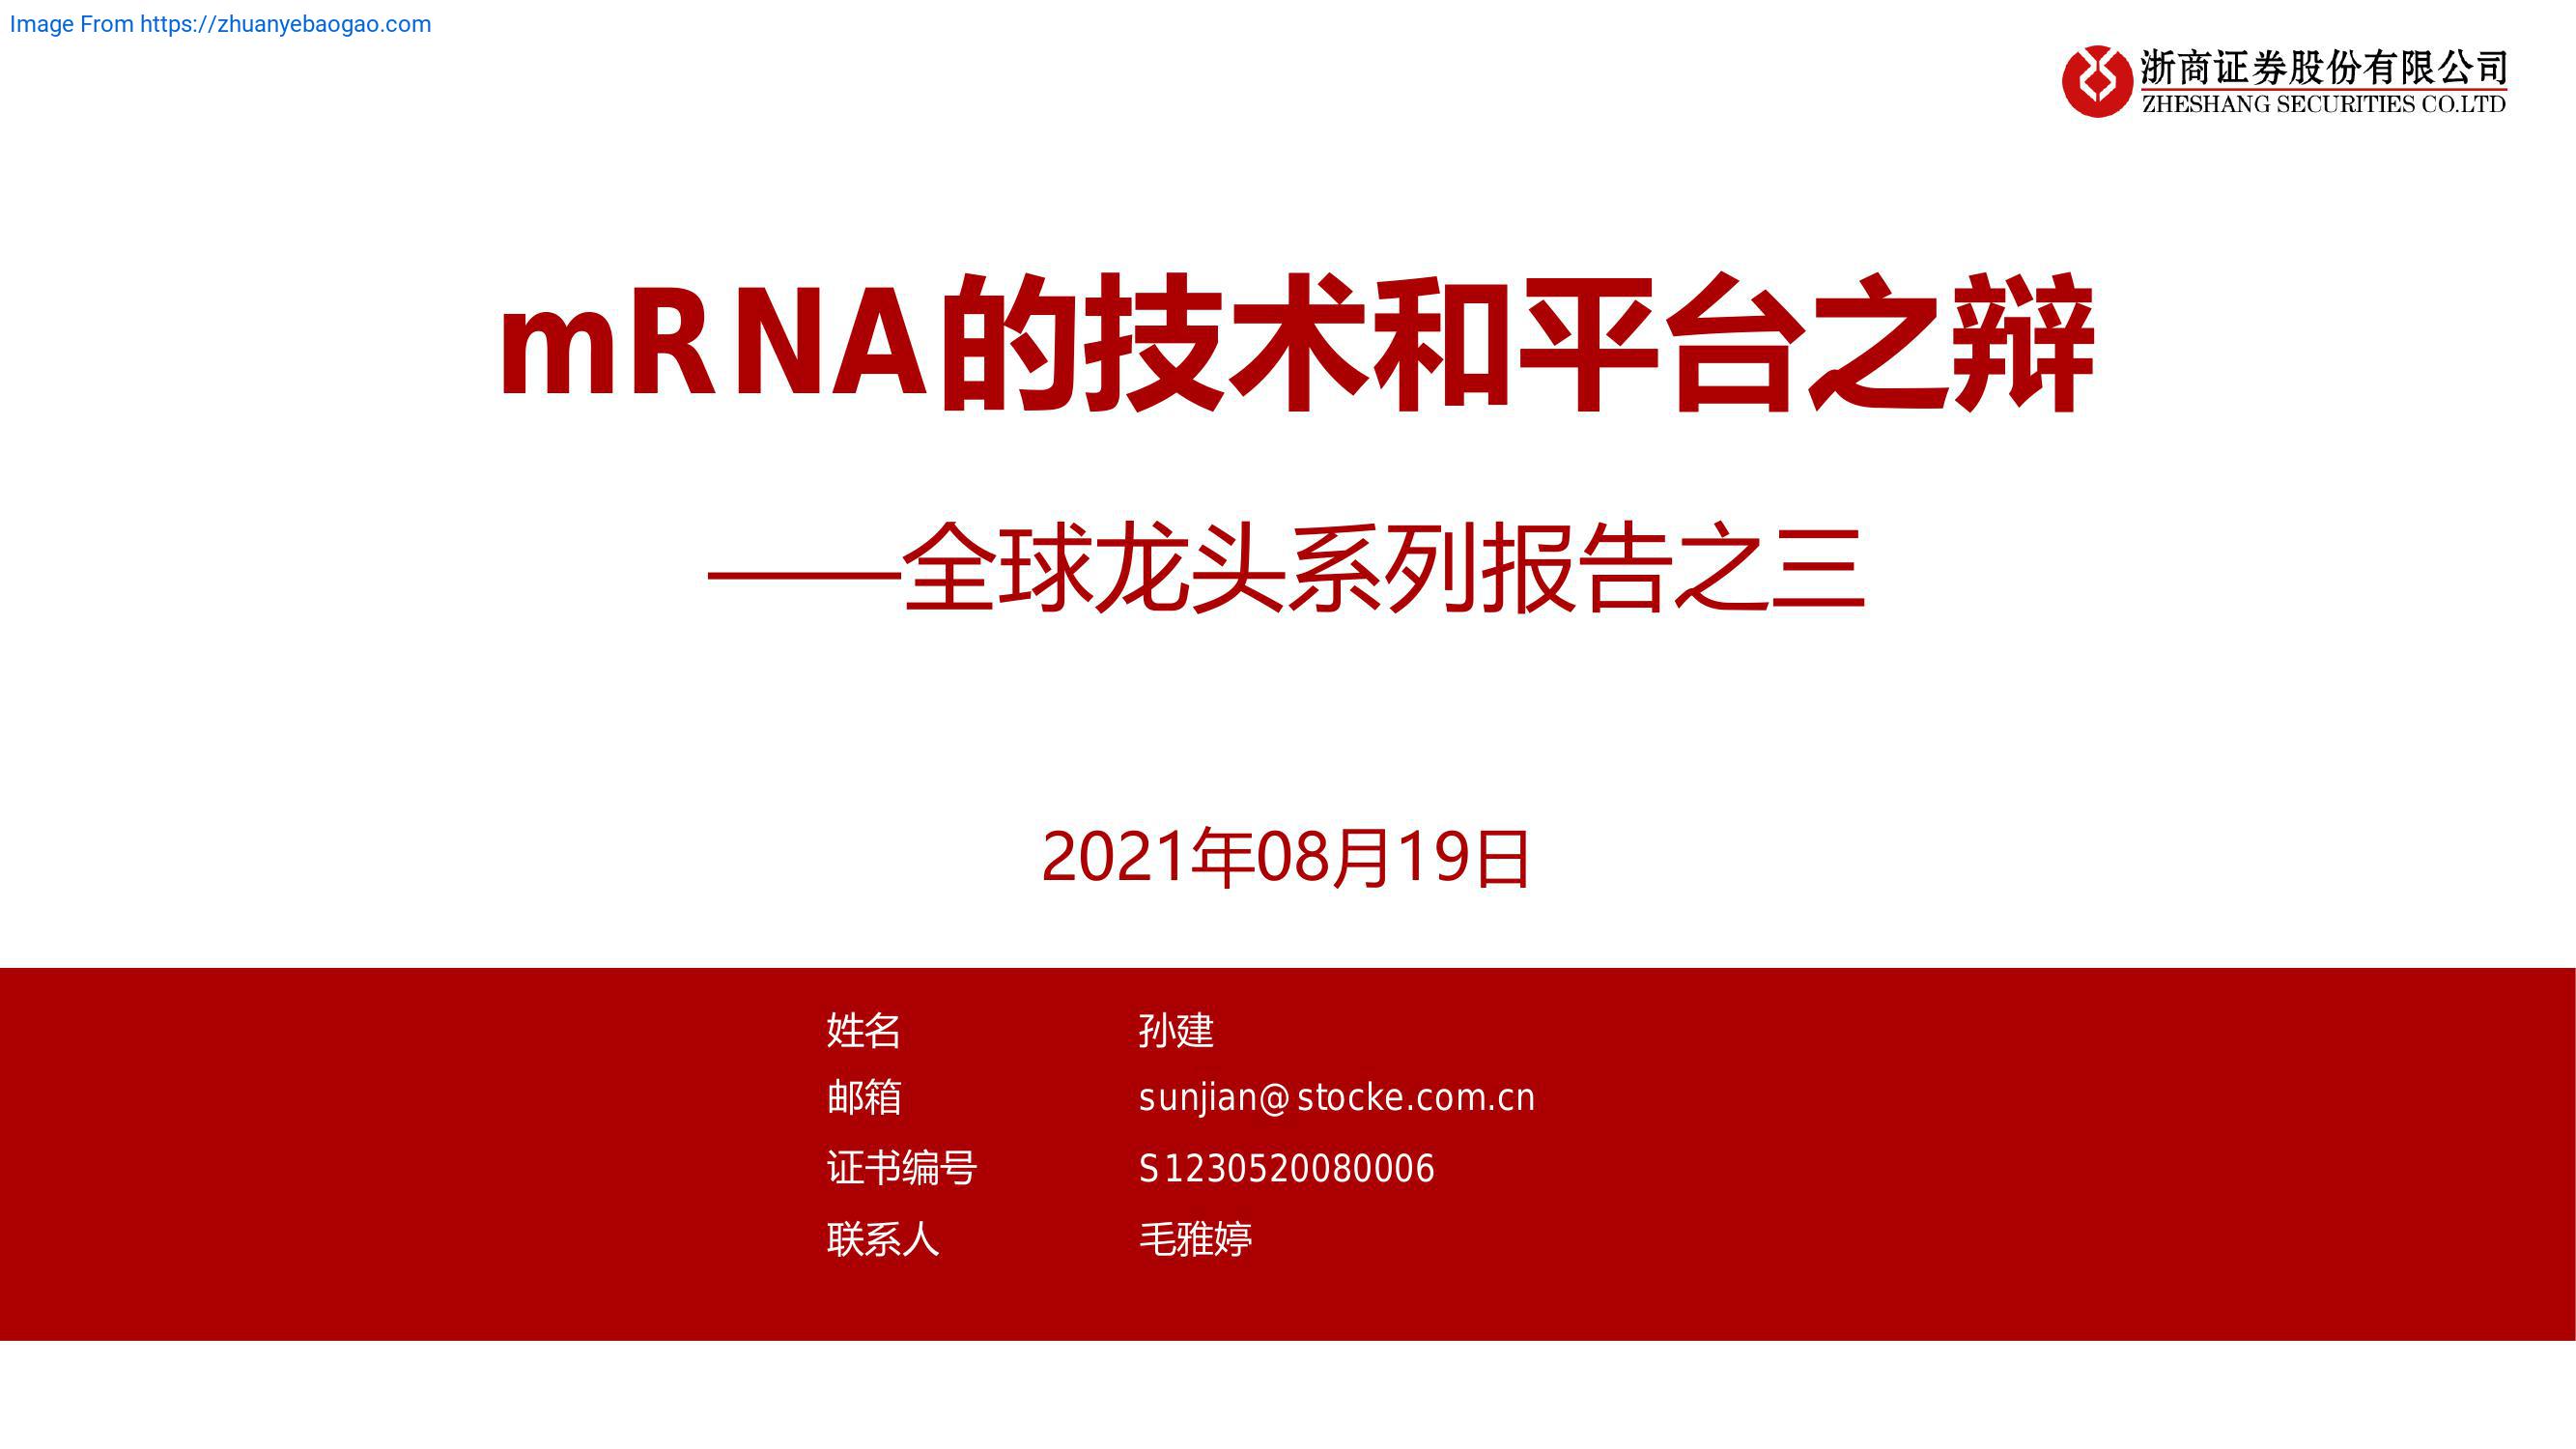 Image From https://zhuanyebaogao.com
浙商证券股份有限公司
ZHESHANG SECURITIES CO.LTD
mRNA的技术和平台之辩
——全球龙头系列报告之三
2021年08月19日
姓名 孙建
邮箱 sunjian@stocke.com.cn
证书编号 S1230520080006
联系人 毛雅婷